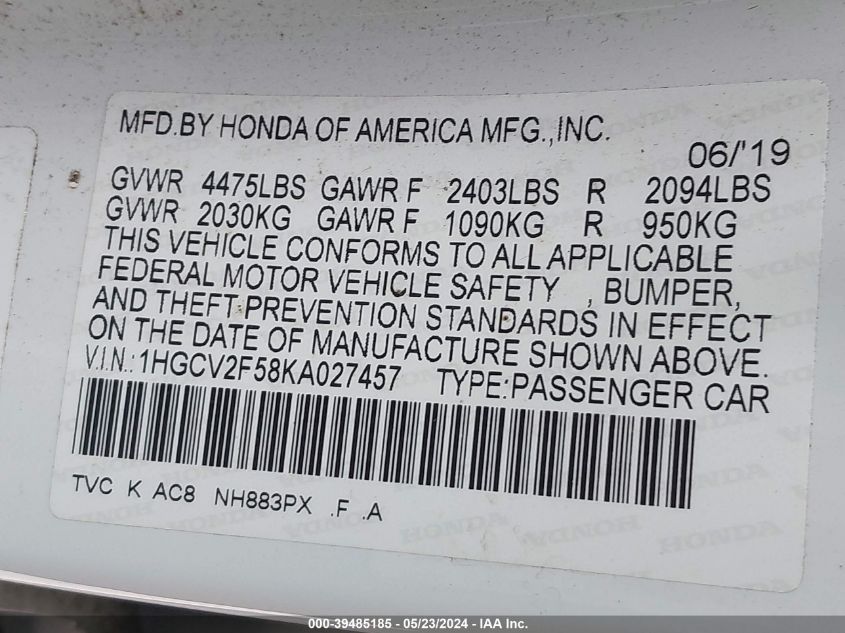 MFD.BY HONDA OF AMERICA MFG.,INC.
06/'19
GVWR 4475LBS GAWR F 2403LBS R 2094LBS
GVWR 2030KG GAWR F 1090KG R 950KG
THIS VEHICLE CONFORMS TO ALL APPLICABLE
FEDERAL MOTOR VEHICLE SAFETY , BUMPER,
AND THEFT PREVENTION STANDARDS IN EFFECT
ON THE DATE OF MANUFACTURE SHOWN ABOVE.
V.I.N.: 1HGCV2F58KA027457 TYPE:PASSENGER CAR
TVC K AC8 NH883PX .F .A
HONDA HONDA HONDA
000-39485185 - 05/23/2024 - IAA Inc.